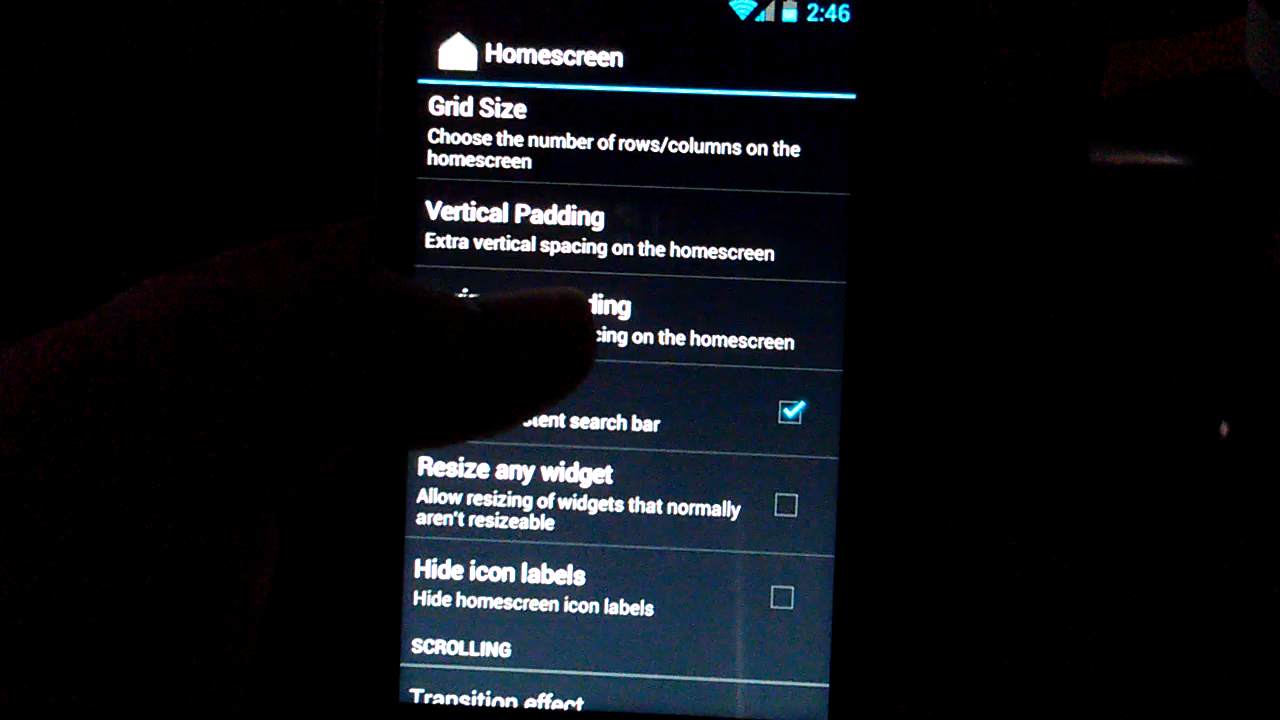 2:46
Homescreen
Grid Size
Choose the number of rows/columns on the
homescreen
Vertical Padding
Extra vertical spacing on the homescreen
on the homescreen
search bar
Resize any widget
Allow resizing of widgets that normally
aren't resizeable
Hide icon labels
Hide homescreen icon labels
SCROLLING
Transition effect